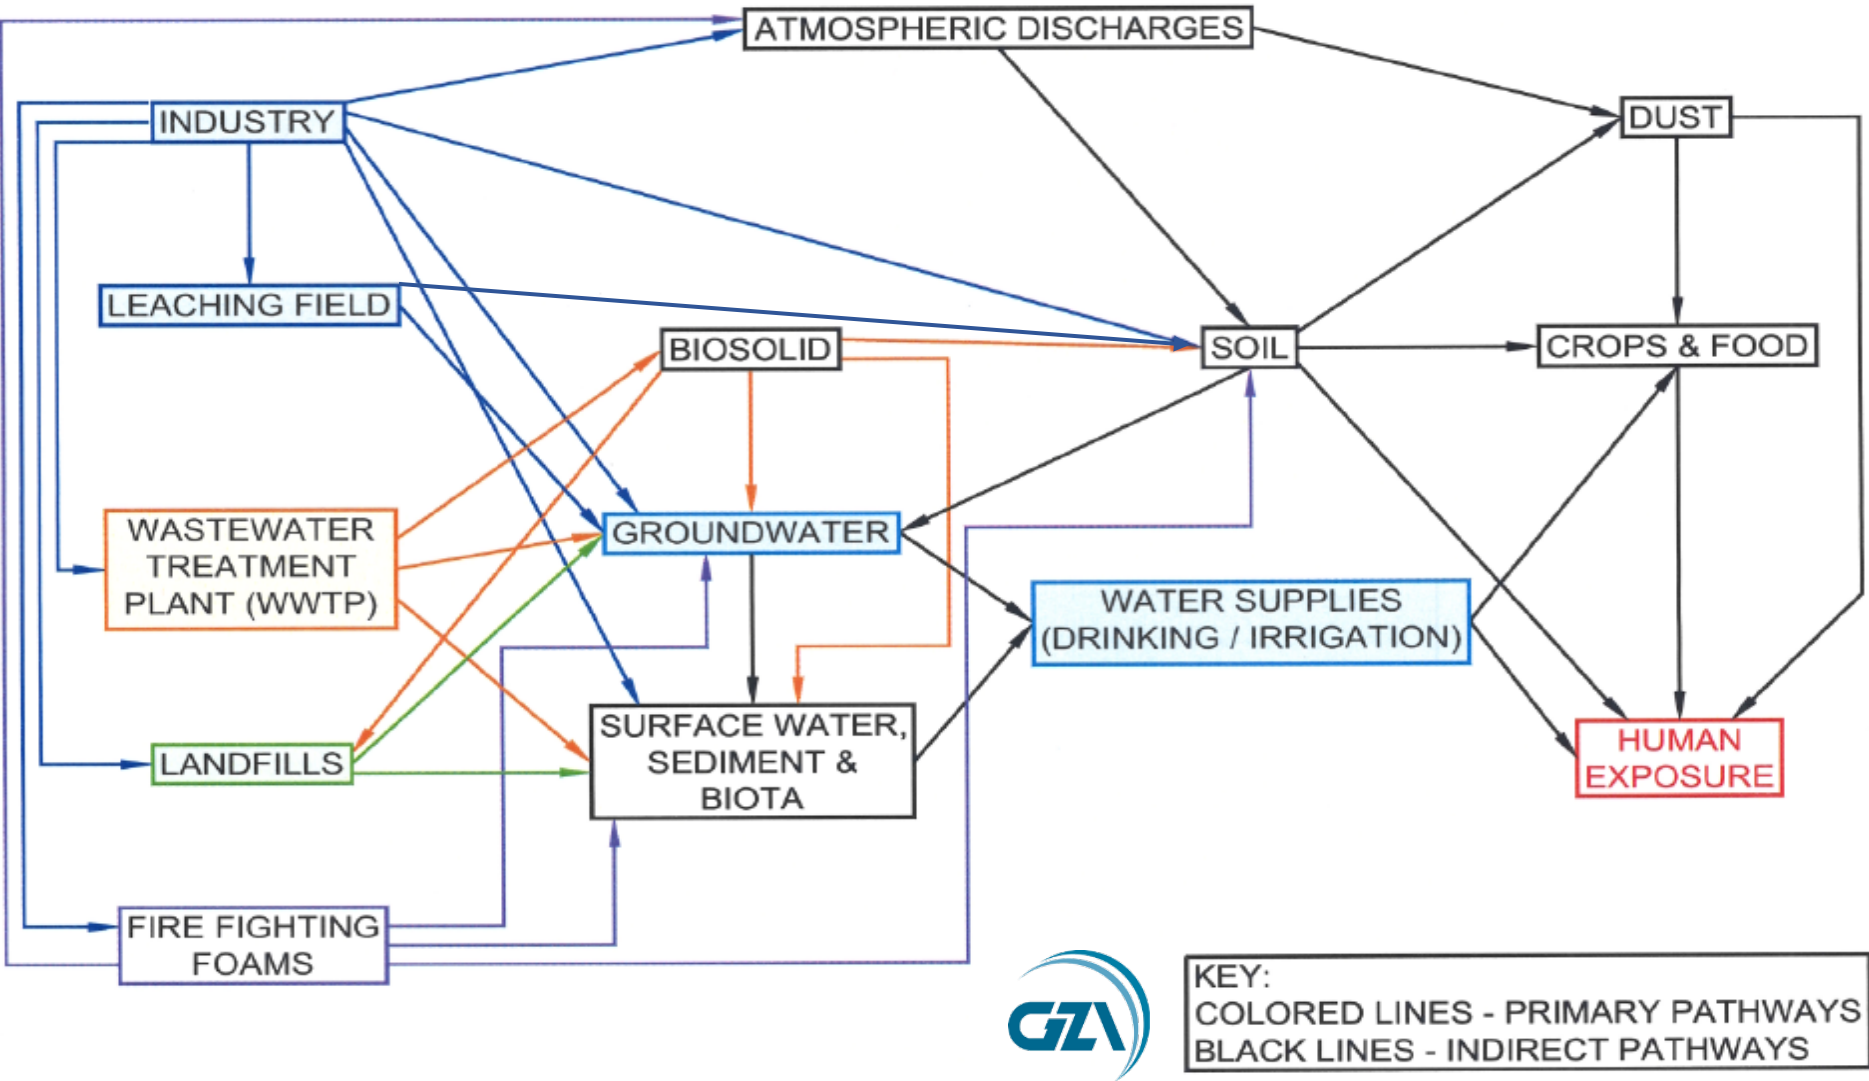 ATMOSPHERIC DISCHARGES
INDUSTRY
DUST
LEACHING FIELD
BIOSOLID
SOIL
CROPS & FOOD
WASTEWATER
TREATMENT
PLANT (WWTP)
GROUNDWATER
WATER SUPPLIES
(DRINKING / IRRIGATION)
SURFACE WATER,
SEDIMENT &
BIOTA
LANDFILLS
HUMAN
EXPOSURE
FIRE FIGHTING
FOAMS
GZA
KEY:
COLORED LINES - PRIMARY PATHWAYS
BLACK LINES - INDIRECT PATHWAYS